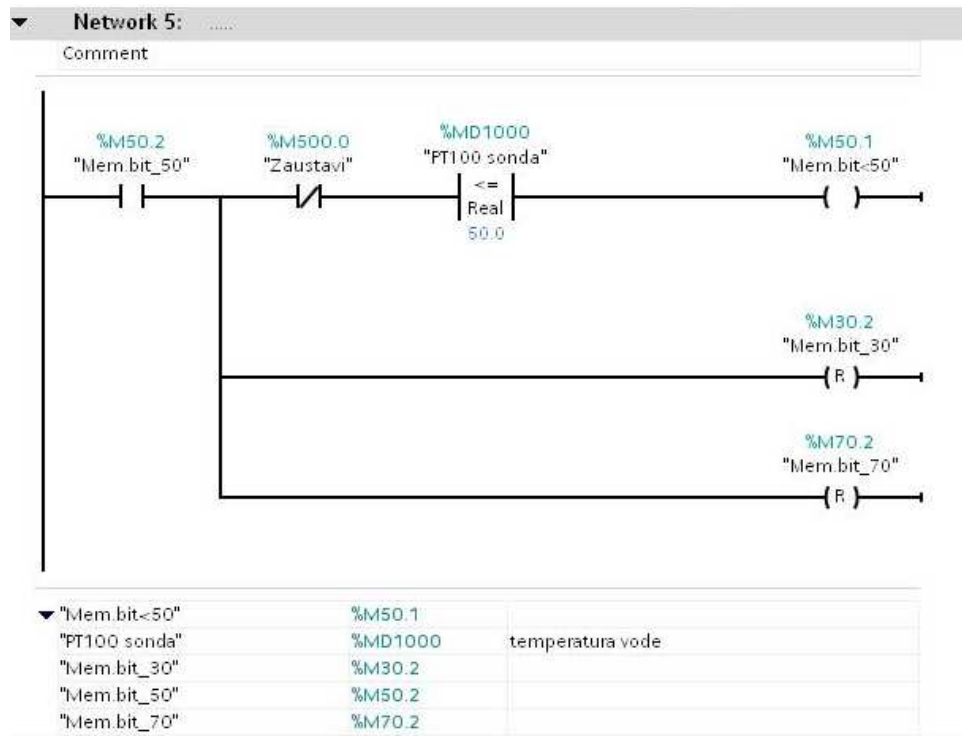 Network 5: .....
Comment
%M50.2
"Mem.bit_50"
%M500.0
"Zaustavi"
%MD1000
"PT100 sonda"
<=
Real
50.0
%M50.1
"Mem.bit<50"
( )
%M30.2
"Mem.bit_30"
( R )
%M70.2
"Mem.bit_70"
( R )
"Mem.bit<50" %M50.1
"PT100 sonda" %MD1000 temperatura vode
"Mem.bit_30" %M30.2
"Mem.bit_50" %M50.2
"Mem.bit_70" %M70.2